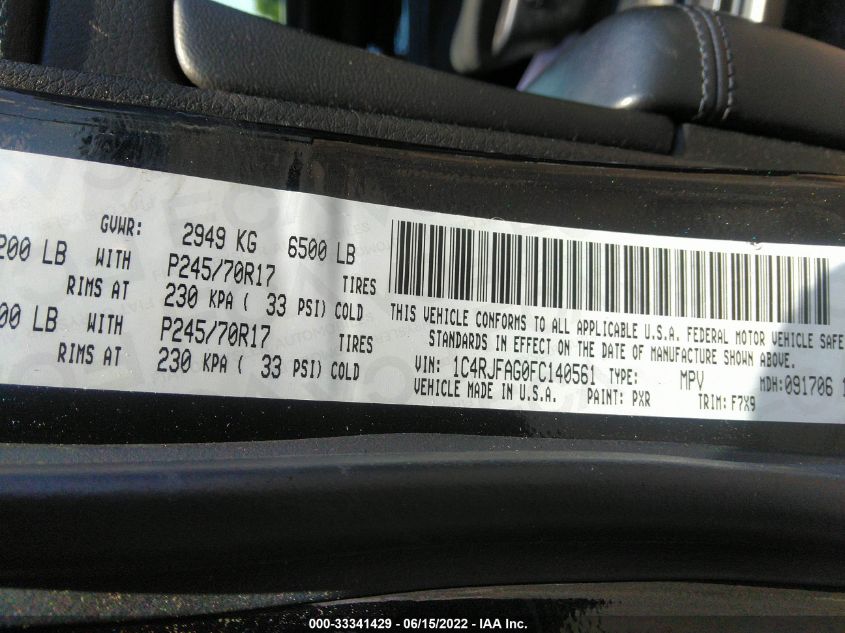 GVWR: 2949 KG 6500 LB
200 LB WITH P245/70R17 TIRES
RIMS AT 230 KPA ( 33 PSI) COLD
00 LB WITH P245/70R17 TIRES
RIMS AT 230 KPA ( 33 PSI) COLD
THIS VEHICLE CONFORMS TO ALL APPLICABLE U.S.A. FEDERAL MOTOR VEHICLE SAFE
STANDARDS IN EFFECT ON THE DATE OF MANUFACTURE SHOWN ABOVE.
VIN: 1C4RJFAG0FC140561 TYPE: MPV MDH:091706 1
VEHICLE MADE IN U.S.A. PAINT: PXR TRIM: F7X9
000-33341429 - 06/15/2022 - IAA Inc.